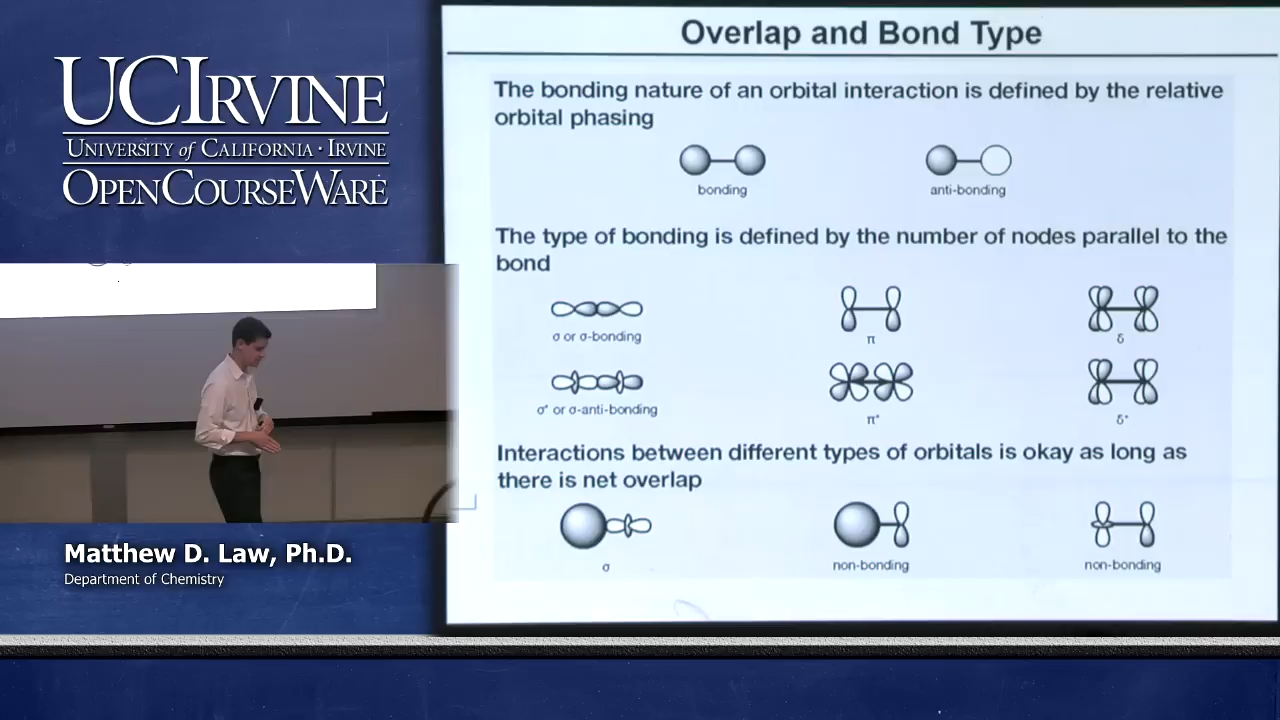 UCIRVINE
UNIVERSITY of CALIFORNIA · IRVINE
OPENCOURSEWARE
Matthew D. Law, Ph.D.
Department of Chemistry
Overlap and Bond Type
The bonding nature of an orbital interaction is defined by the relative
orbital phasing
bonding
anti-bonding
The type of bonding is defined by the number of nodes parallel to the
bond
σ or σ-bonding
π
δ
σ* or σ-anti-bonding
π*
δ*
Interactions between different types of orbitals is okay as long as
there is net overlap
σ
non-bonding
non-bonding